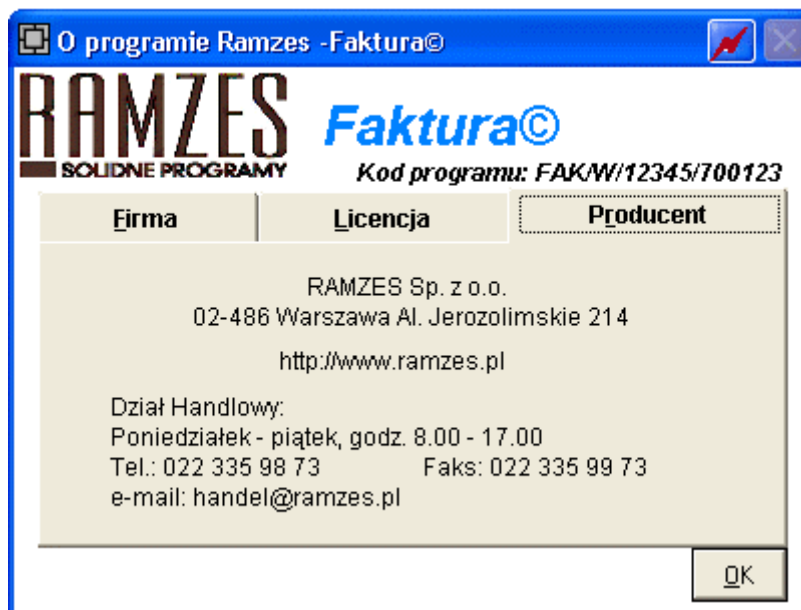 O programie Ramzes -Faktura©
RAMZES
SOLIDNE PROGRAMY
Faktura©
Kod programu: FAK/W/12345/700123
Firma
Licencja
Producent
RAMZES Sp. z o.o.
02-486 Warszawa Al. Jerozolimskie 214
http://www.ramzes.pl
Dział Handlowy:
Poniedziałek - piątek, godz. 8.00 - 17.00
Tel.: 022 335 98 73 Faks: 022 335 99 73
e-mail: handel@ramzes.pl
OK